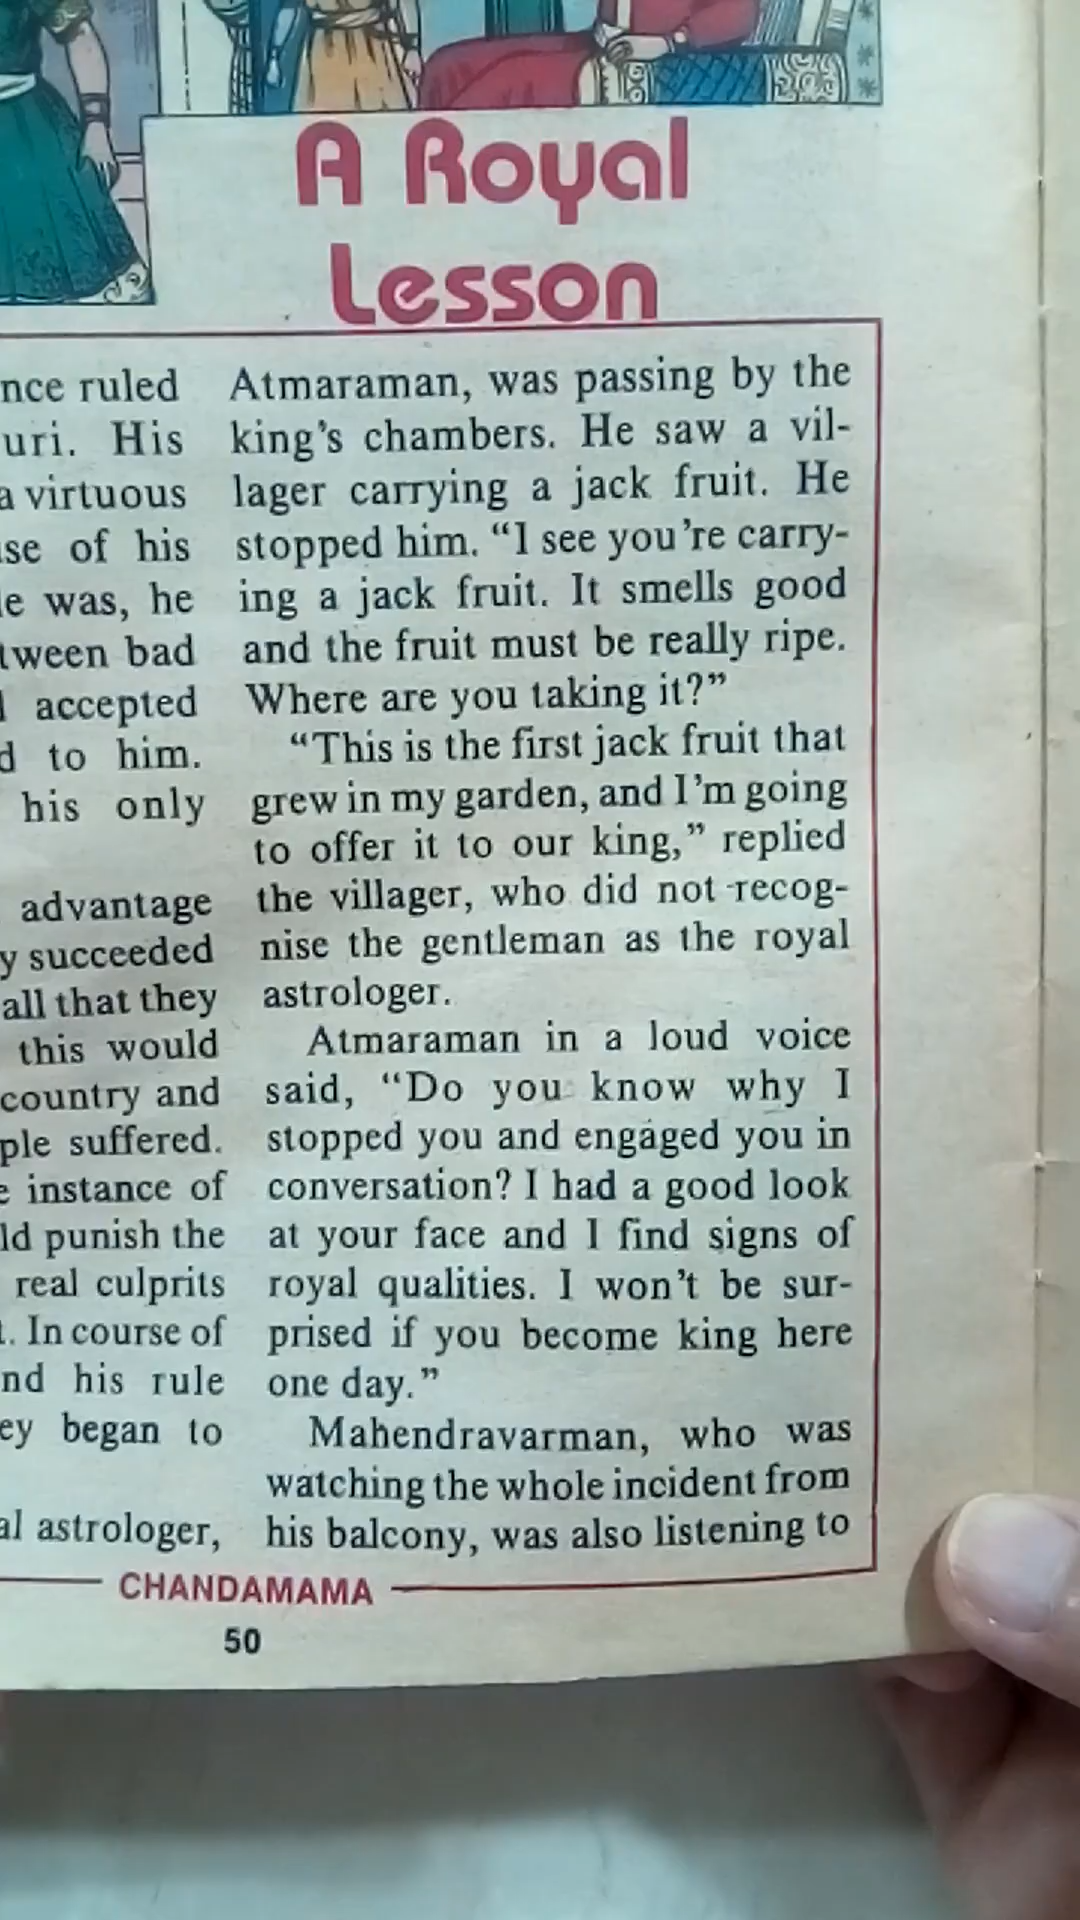 A Royal
Lesson
nce ruled
uri. His
a virtuous
se of his
e was, he
tween bad
accepted
d to him.
his only
advantage
y succeeded
all that they
this would
country and
ple suffered.
e instance of
ld punish the
real culprits
t. In course of
nd his rule
ey began to
al astrologer,
Atmaraman, was passing by the
king's chambers. He saw a vil-
lager carrying a jack fruit. He
stopped him. “I see you're carry-
ing a jack fruit. It smells good
and the fruit must be really ripe.
Where are you taking it?”
“This is the first jack fruit that
grew in my garden, and I'm going
to offer it to our king,” replied
the villager, who did not recog-
nise the gentleman as the royal
astrologer.
Atmaraman in a loud voice
said, “Do you know why I
stopped you and engaged you in
conversation? I had a good look
at your face and I find signs of
royal qualities. I won't be sur-
prised if you become king here
one day.”
Mahendravarman, who was
watching the whole incident from
his balcony, was also listening to
CHANDAMAMA
50